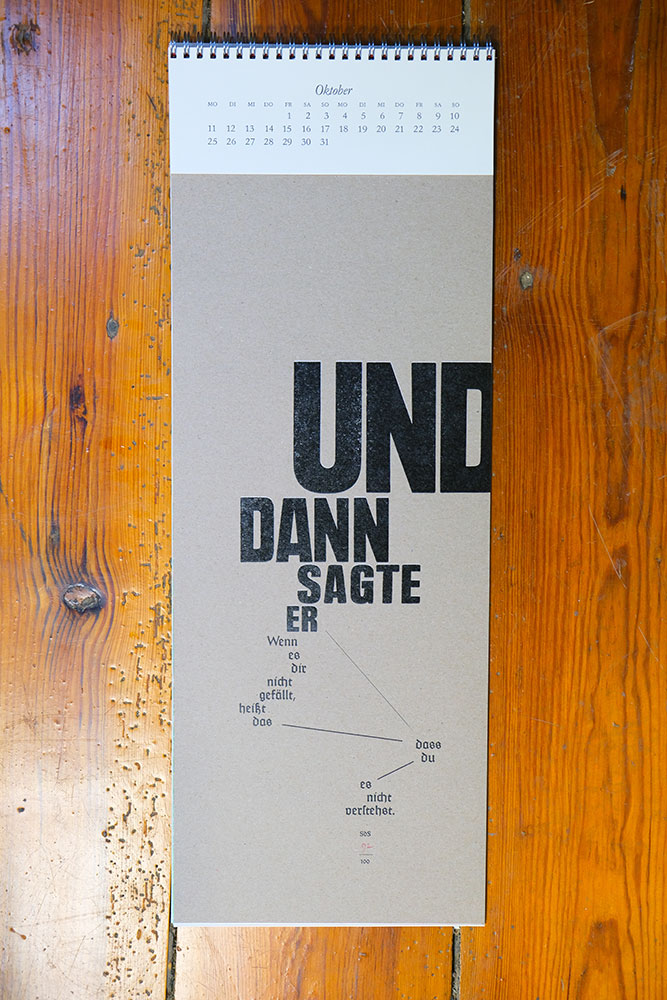 Oktober
MO DI MI DO FR SA SO MO DI MI DO FR SA SO
1 2 3 4 5 6 7 8 9 10
11 12 13 14 15 16 17 18 19 20 21 22 23 24
25 26 27 28 29 30 31
UND
DANN
SAGTE
ER
Wenn
es
dir
nicht
gefällt,
heißt
das
dass
du
es
nicht
verſtehst.
SdS
100